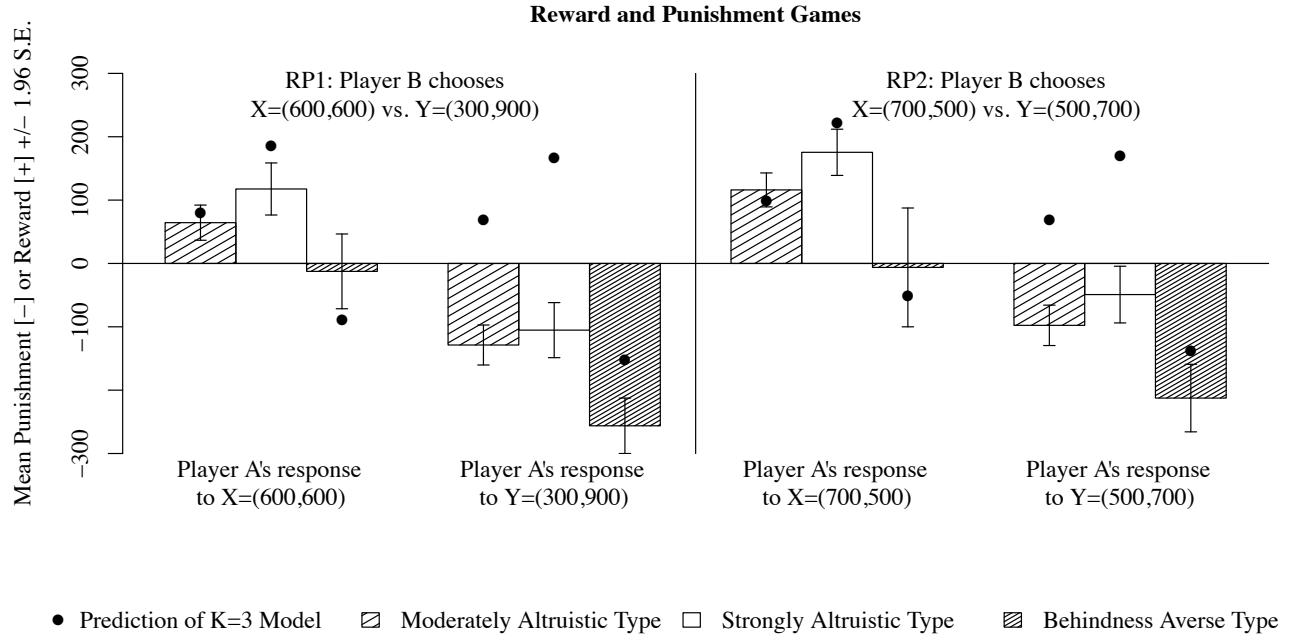 Reward and Punishment Games
Mean Punishment [−] or Reward [+] +/− 1.96 S.E.
300
200
100
0
−100
−300
RP1: Player B chooses
X=(600,600) vs. Y=(300,900)
RP2: Player B chooses
X=(700,500) vs. Y=(500,700)
Player A's response
to X=(600,600)
Player A's response
to Y=(300,900)
Player A's response
to X=(700,500)
Player A's response
to Y=(500,700)
Prediction of K=3 Model
Moderately Altruistic Type
Strongly Altruistic Type
Behindness Averse Type